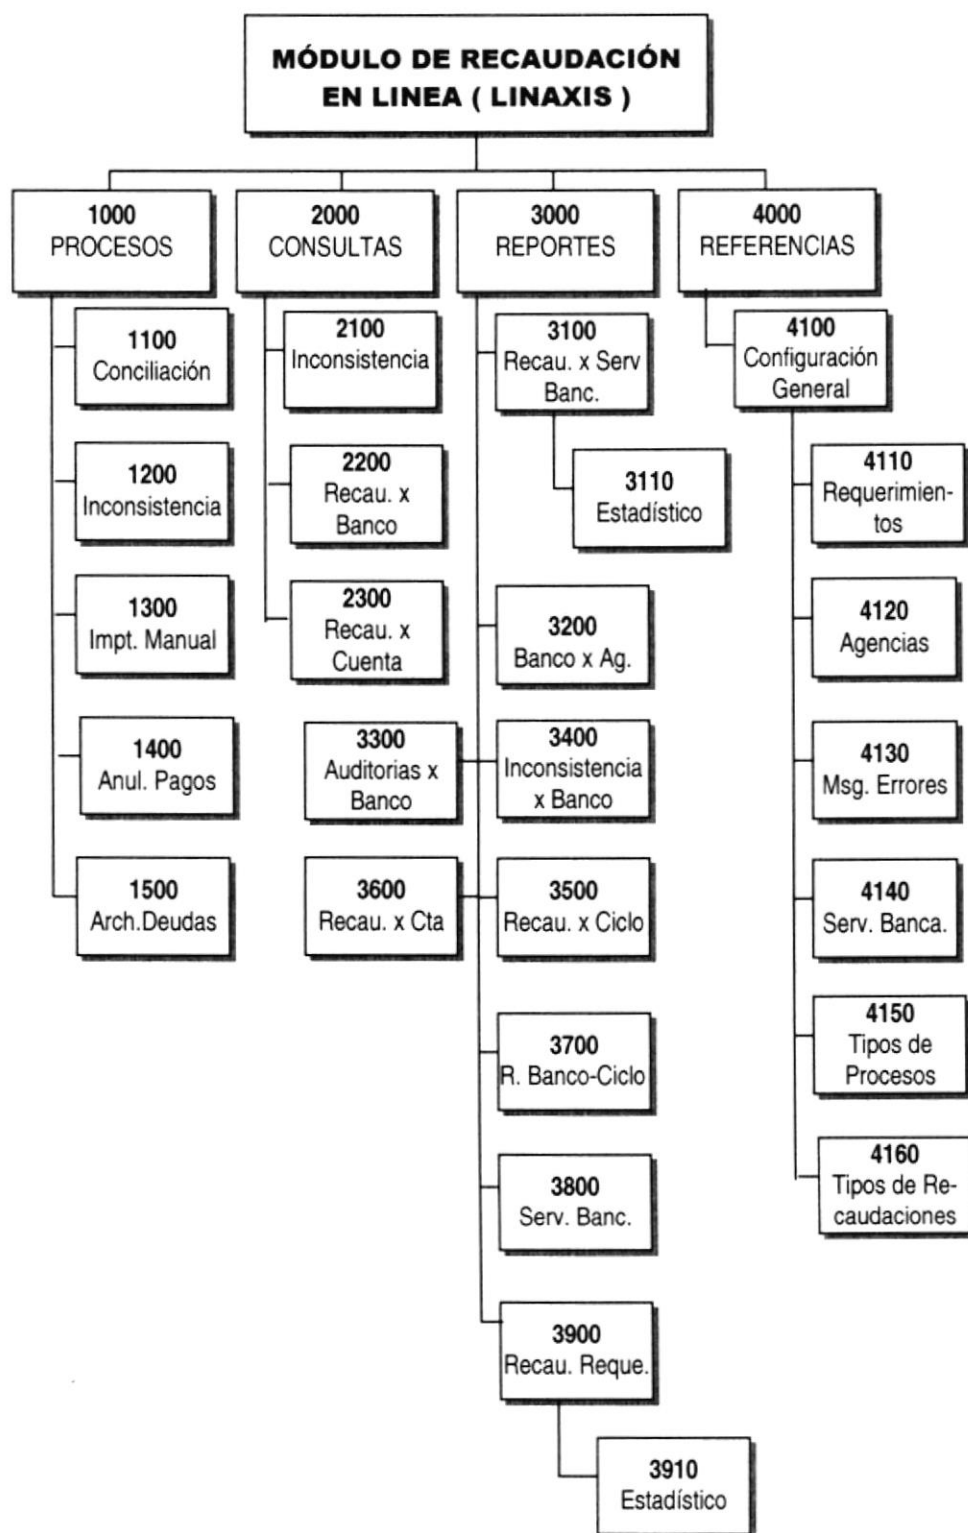 MÓDULO DE RECAUDACIÓN
EN LINEA ( LINAXIS )
1000
PROCESOS
2000
CONSULTAS
3000
REPORTES
4000
REFERENCIAS
1100
Conciliación
1200
Inconsistencia
1300
Impt. Manual
1400
Anul. Pagos
1500
Arch.Deudas
2100
Inconsistencia
2200
Recau. x
Banco
2300
Recau. x
Cuenta
3100
Recau. x Serv
Banc.
3110
Estadístico
3200
Banco x Ag.
3300
Auditorias x
Banco
3400
Inconsistencia
x Banco
3600
Recau. x Cta
3500
Recau. x Ciclo
3700
R. Banco-Ciclo
3800
Serv. Banc.
3900
Recau. Reque.
3910
Estadístico
4100
Configuración
General
4110
Requerimien-
tos
4120
Agencias
4130
Msg. Errores
4140
Serv. Banca.
4150
Tipos de
Procesos
4160
Tipos de Re-
caudaciones